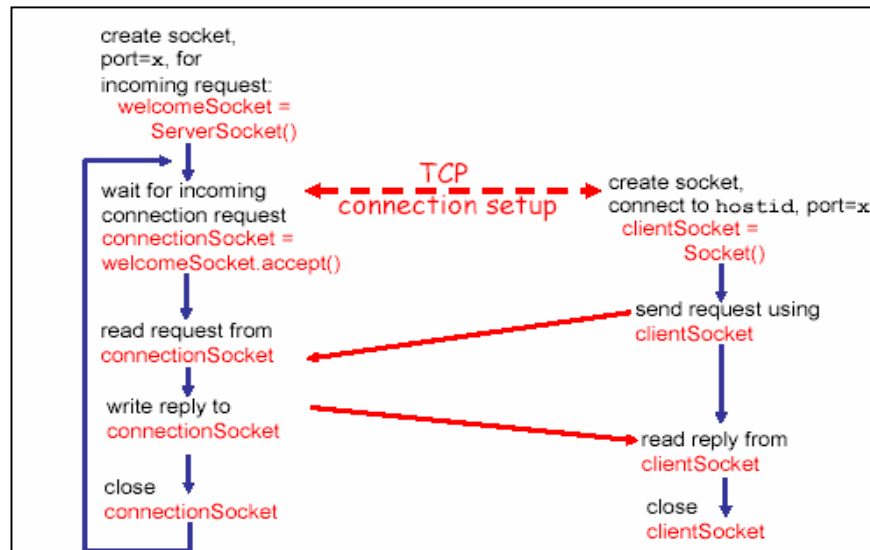 create socket,
port=x, for
incoming request:
welcomeSocket =
ServerSocket()
wait for incoming
connection request
connectionSocket =
welcomeSocket.accept()
read request from
connectionSocket
write reply to
connectionSocket
close
connectionSocket
TCP
connection setup
create socket,
connect to hostid, port=x
clientSocket =
Socket()
send request using
clientSocket
read reply from
clientSocket
close
clientSocket